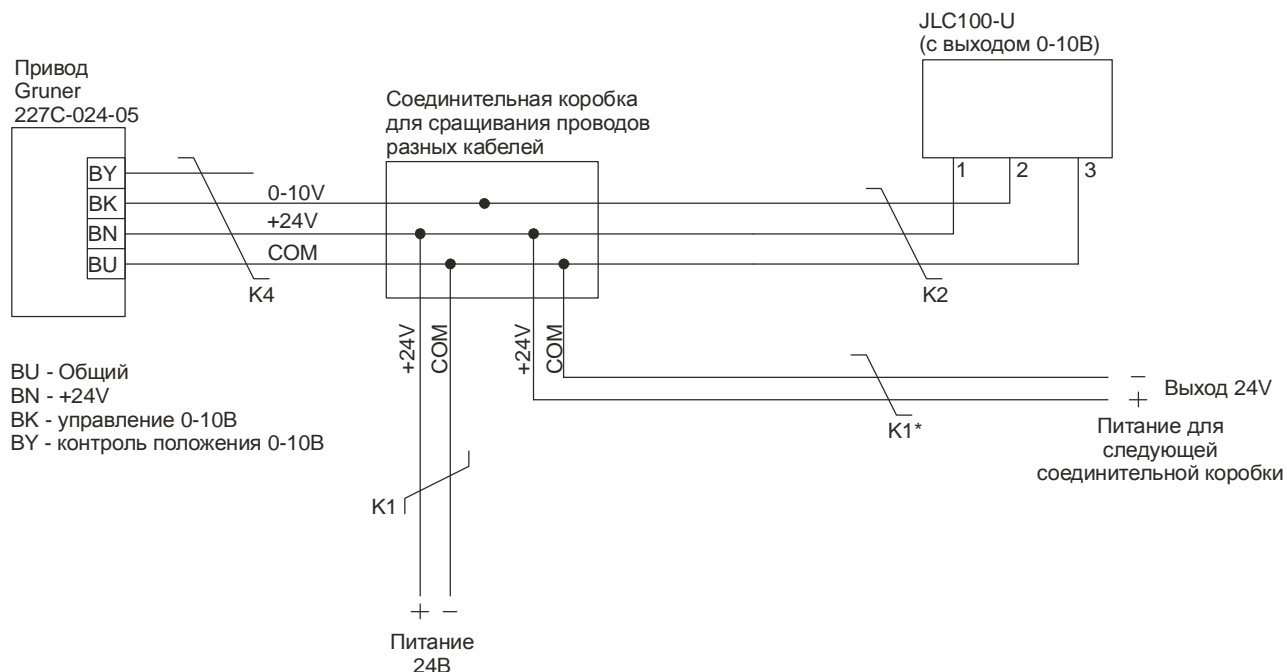 JLC100-U
(с выходом 0-10В)
Привод
Gruner
227C-024-05
Соединительная коробка
для сращивания проводов
разных кабелей
1 2 3
BY
BK
BN
BU
0-10V
+24V
COM
K4
K2
+24V
COM
+24V
COM
BU - Общий
BN - +24V
BK - управление 0-10В
BY - контроль положения 0-10В
K1*
− Выход 24V
+
Питание для
следующей
соединительной коробки
K1
+ −
Питание
24В